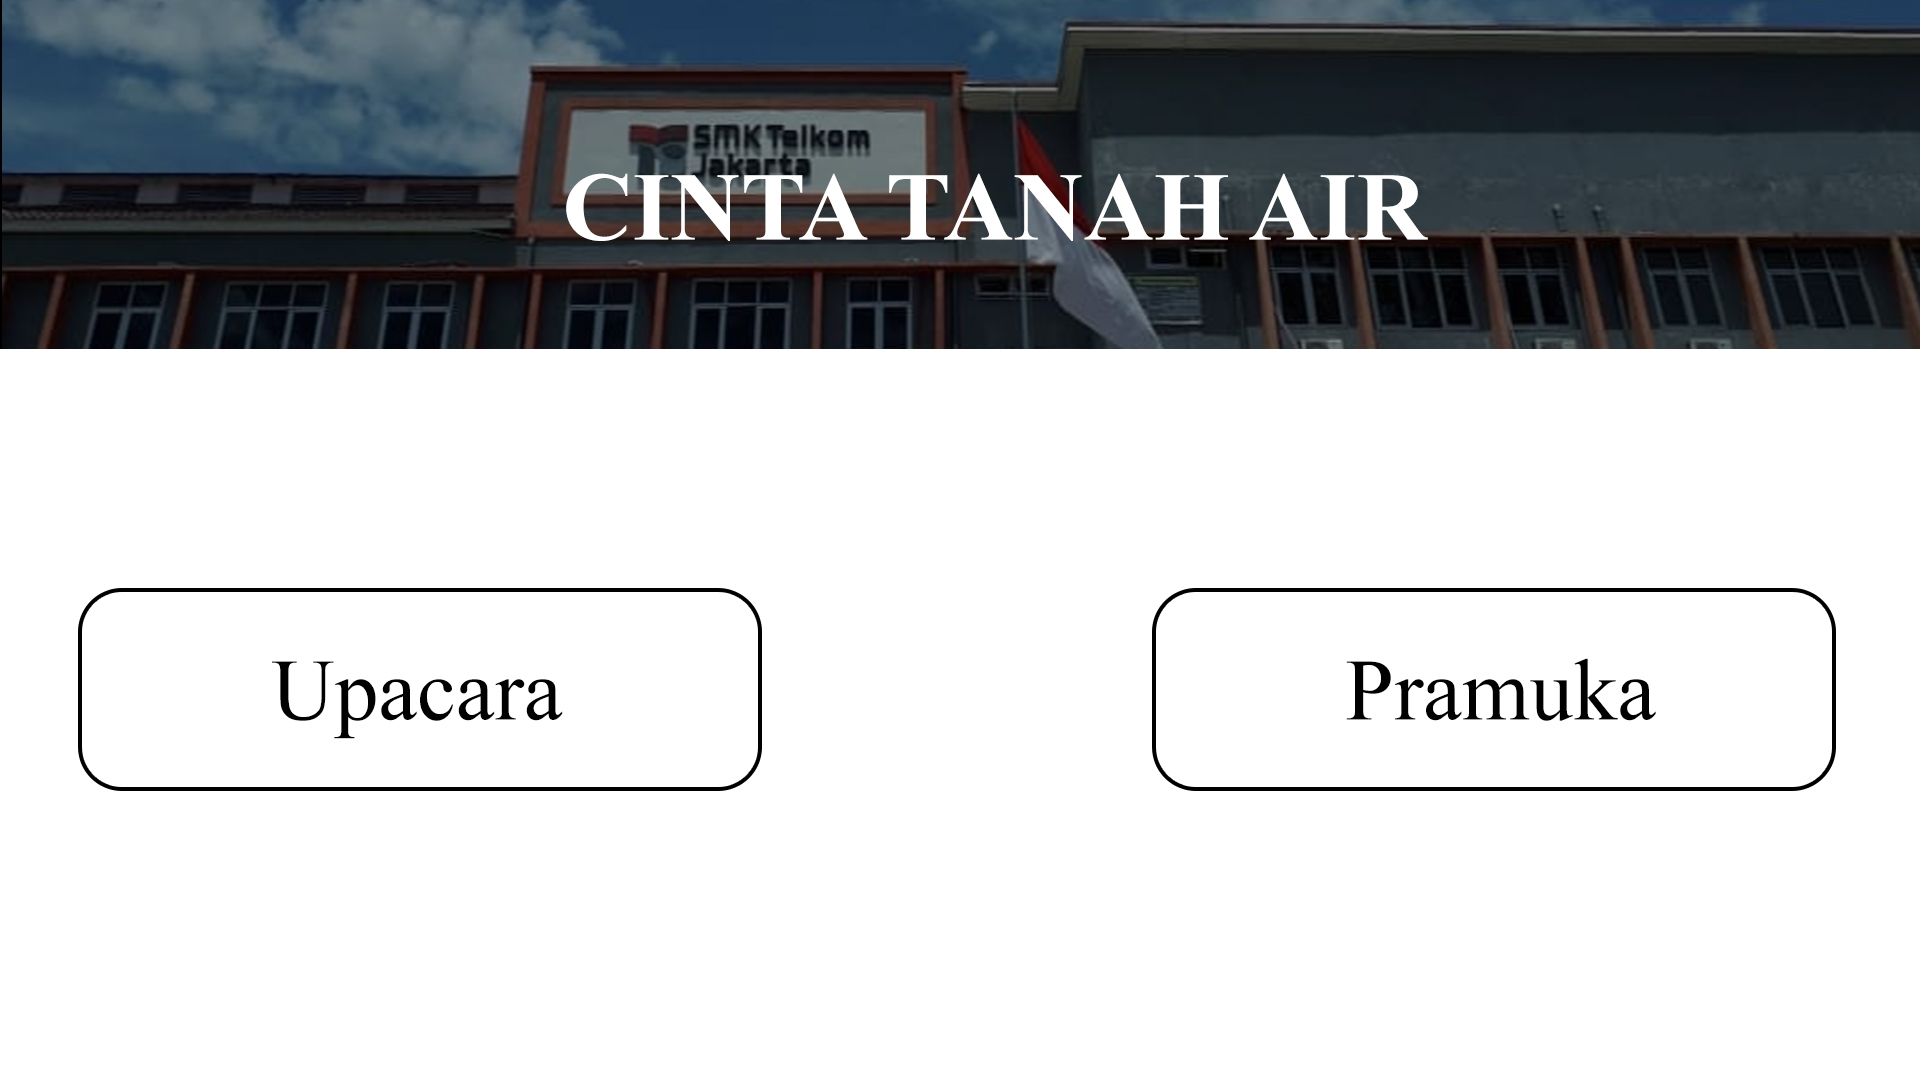 SMK Telkom
Jakarta
CINTA TANAH AIR
Upacara
Pramuka